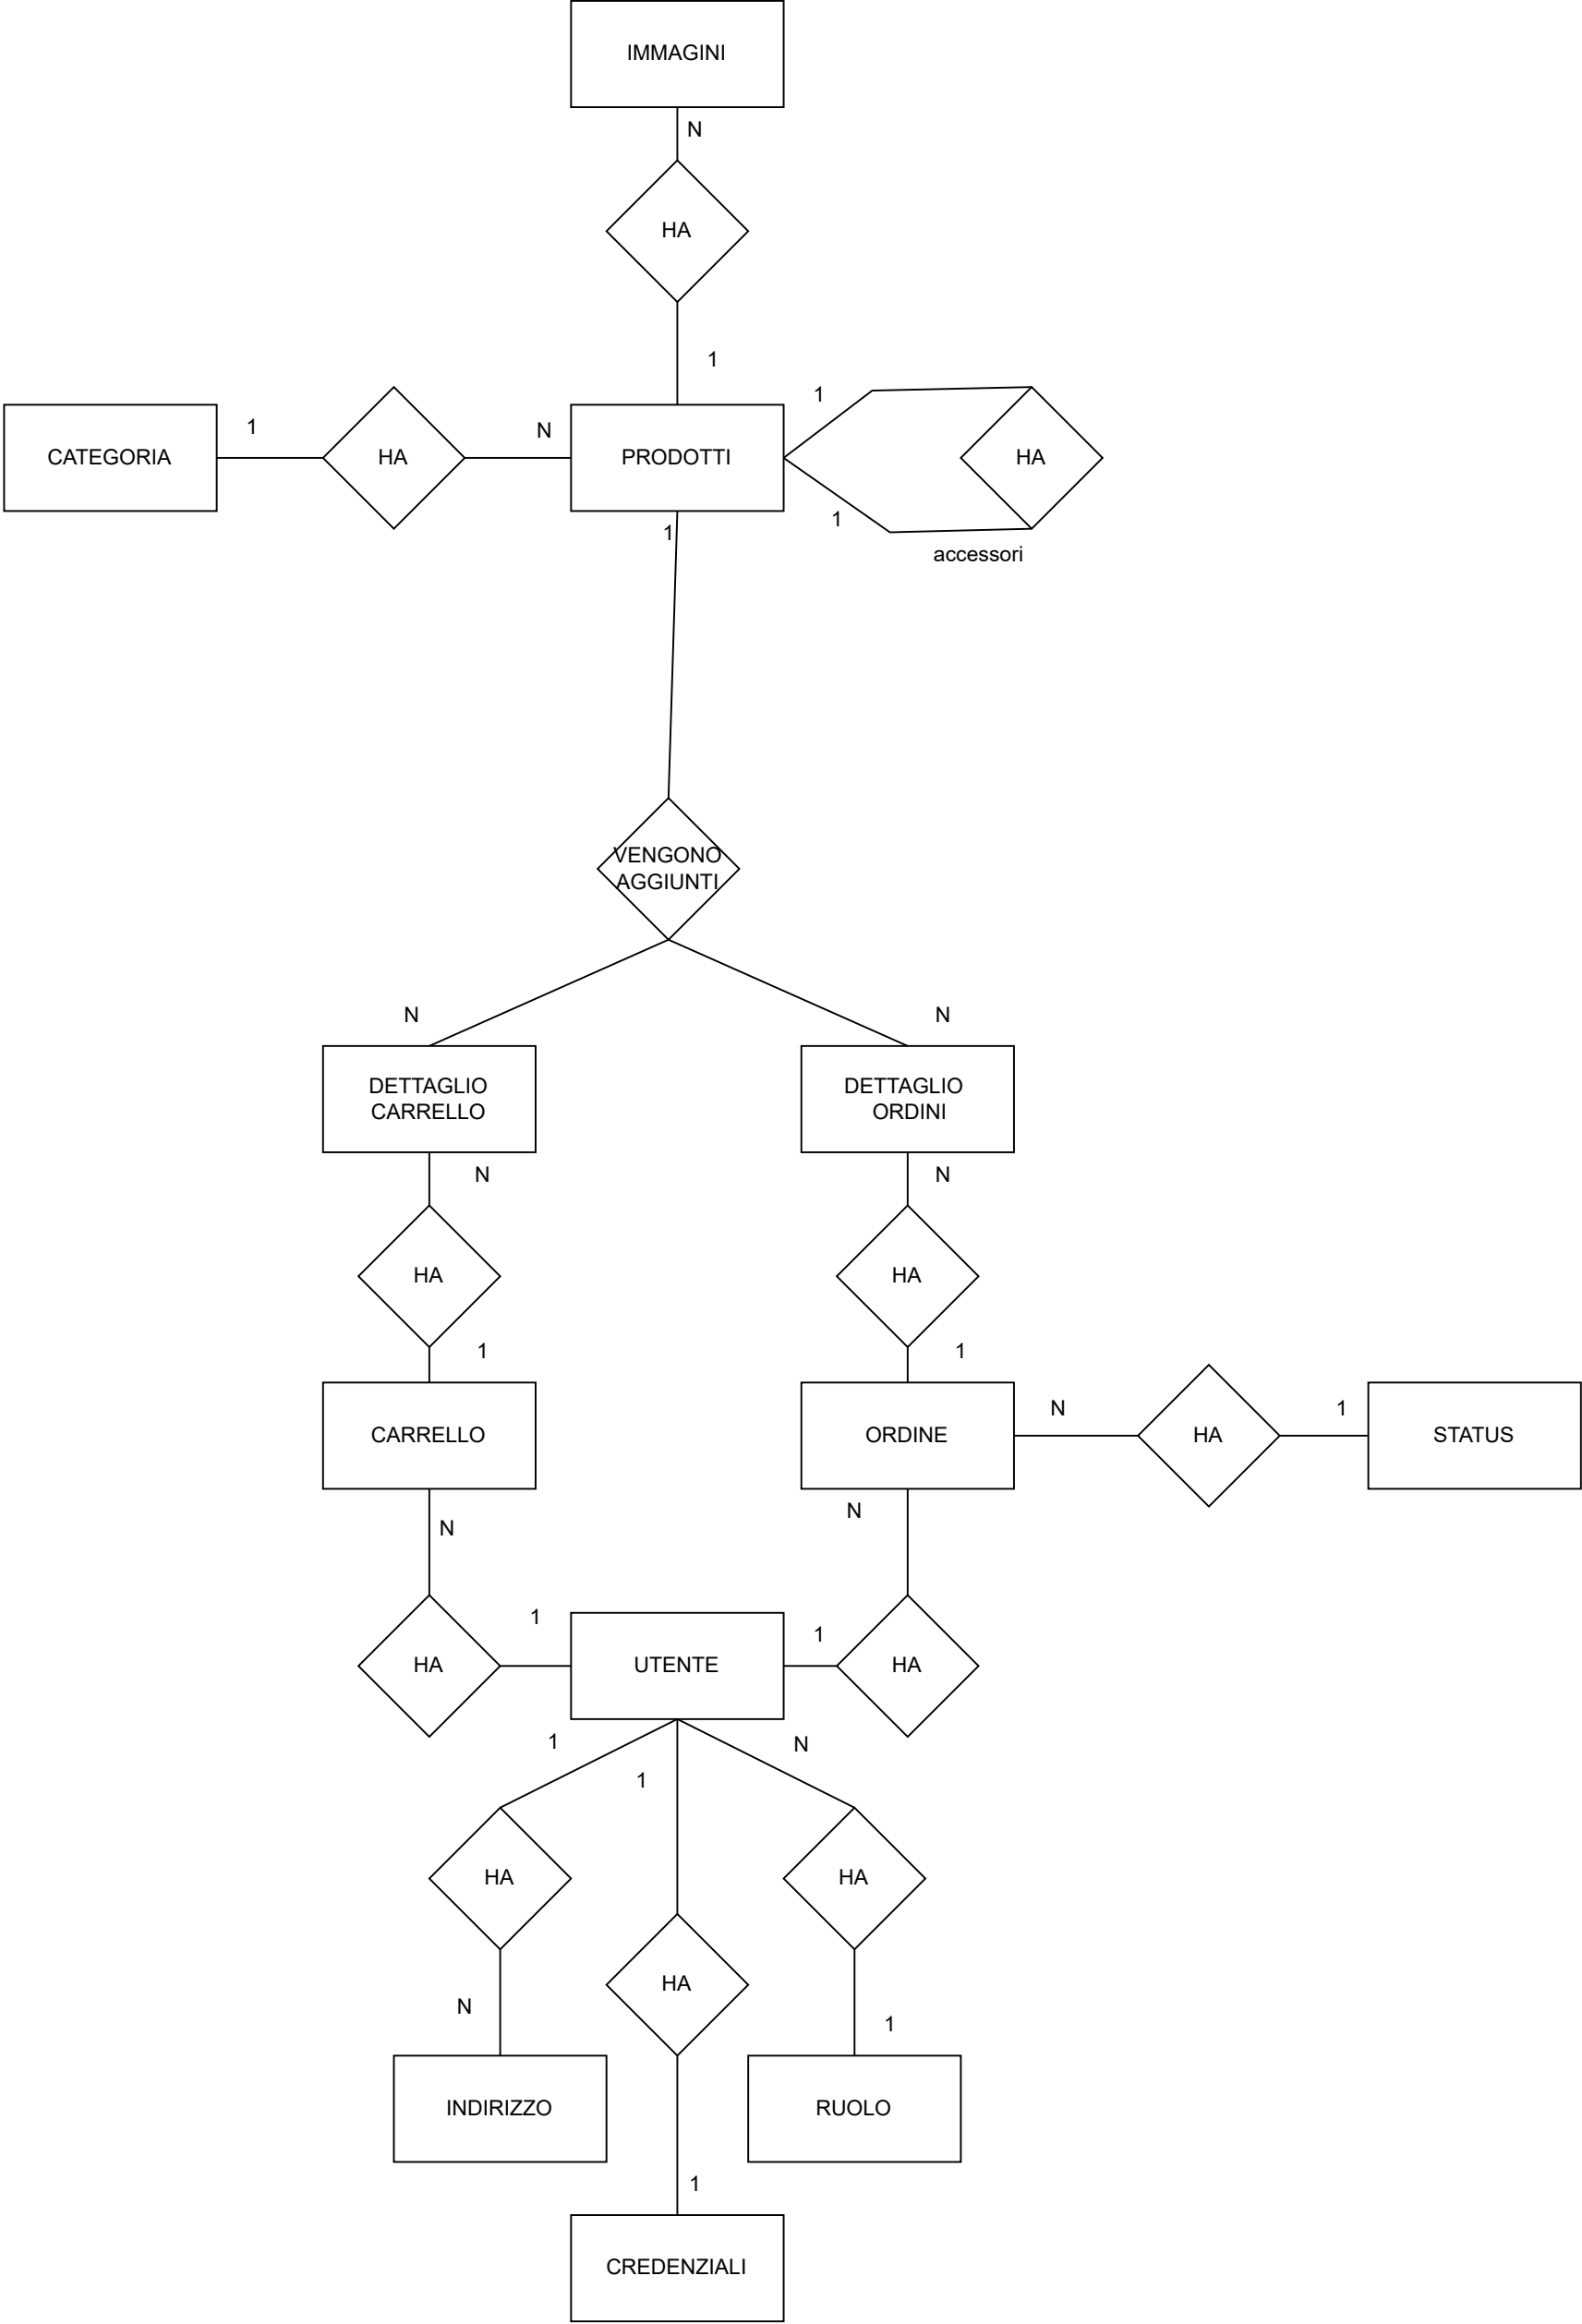 IMMAGINI
N
HA
1
1
1
N
CATEGORIA
HA
PRODOTTI
HA
1
1
accessori
VENGONO
AGGIUNTI
N
N
DETTAGLIO
CARRELLO
DETTAGLIO
ORDINI
N
N
HA
HA
1
1
N
1
CARRELLO
ORDINE
HA
STATUS
N
N
1
1
HA
UTENTE
HA
1
N
1
HA
HA
HA
N
1
INDIRIZZO
RUOLO
1
CREDENZIALI